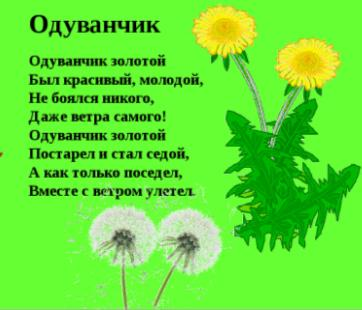 Одуванчик
Одуванчик золотой
Был красивый, молодой,
Не боялся никого,
Даже ветра самого!
Одуванчик золотой
Постарел и стал седой,
А как только поседел,
Вместе с ветром улетел.